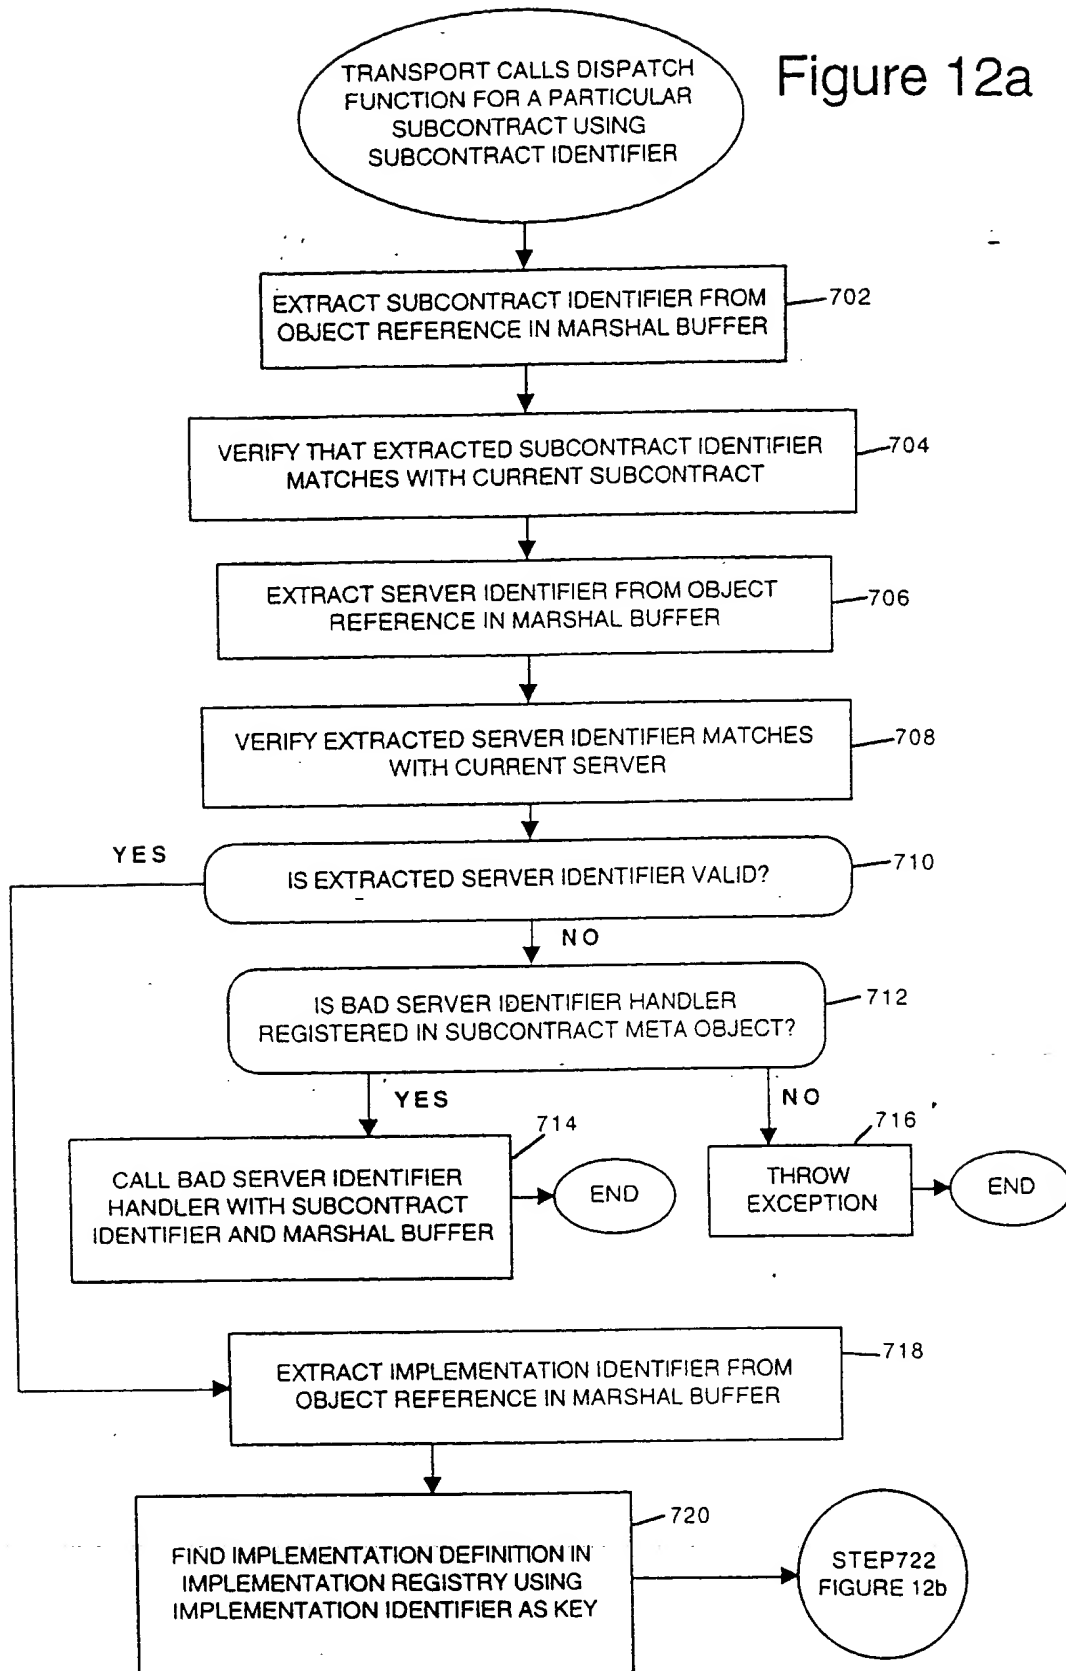 Figure 12a
TRANSPORT CALLS DISPATCH
FUNCTION FOR A PARTICULAR
SUBCONTRACT USING
SUBCONTRACT IDENTIFIER
EXTRACT SUBCONTRACT IDENTIFIER FROM
OBJECT REFERENCE IN MARSHAL BUFFER
702
VERIFY THAT EXTRACTED SUBCONTRACT IDENTIFIER
MATCHES WITH CURRENT SUBCONTRACT
704
EXTRACT SERVER IDENTIFIER FROM OBJECT
REFERENCE IN MARSHAL BUFFER
706
VERIFY EXTRACTED SERVER IDENTIFIER MATCHES
WITH CURRENT SERVER
708
YES
IS EXTRACTED SERVER IDENTIFIER VALID?
710
NO
IS BAD SERVER IDENTIFIER HANDLER
REGISTERED IN SUBCONTRACT META OBJECT?
712
YES
NO
714
CALL BAD SERVER IDENTIFIER
HANDLER WITH SUBCONTRACT
IDENTIFIER AND MARSHAL BUFFER
END
716
THROW
EXCEPTION
END
EXTRACT IMPLEMENTATION IDENTIFIER FROM
OBJECT REFERENCE IN MARSHAL BUFFER
718
FIND IMPLEMENTATION DEFINITION IN
IMPLEMENTATION REGISTRY USING
IMPLEMENTATION IDENTIFIER AS KEY
720
STEP722
FIGURE 12b